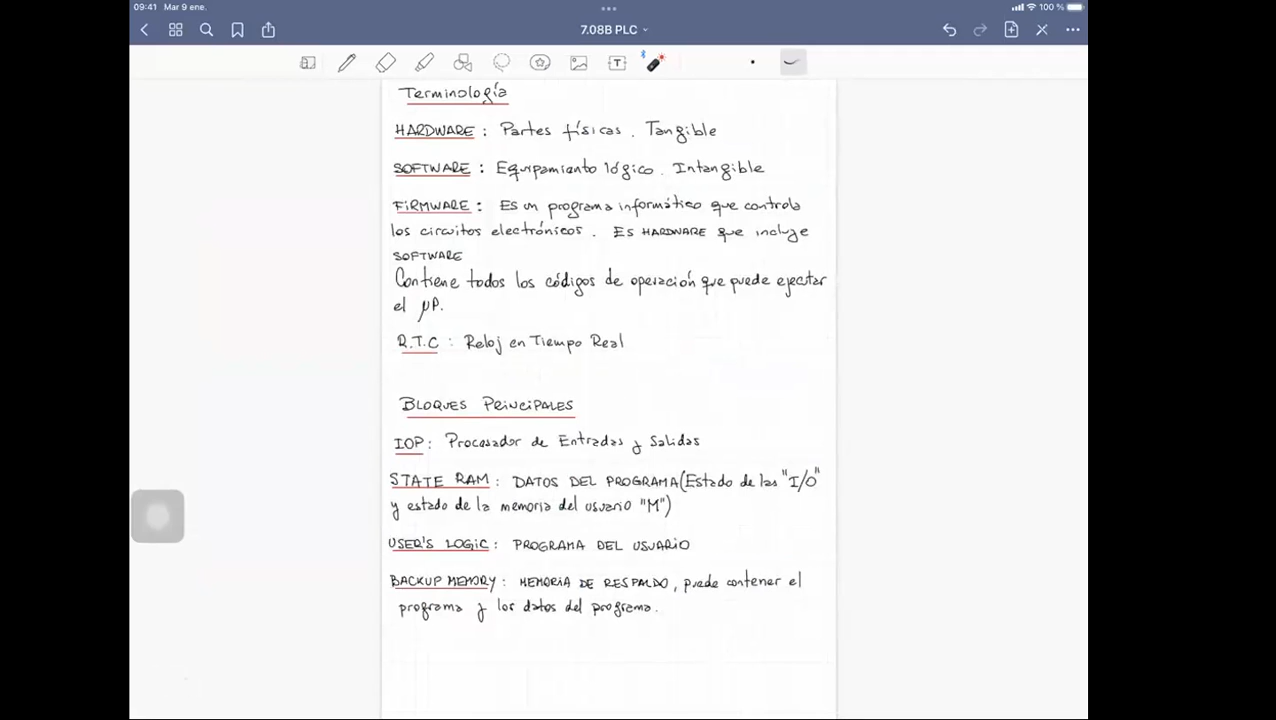 09:41 Mar 9 ene.
100 %
7.08B PLC
T
Terminología
HARDWARE : Partes físicas . Tangible
SOFTWARE : Equipamiento lógico . Intangible
FIRMWARE : Es un programa informático que controla
los circuitos electrónicos . Es HARDWARE que incluye
SOFTWARE
Contiene todos los códigos de operación que puede ejecutar
el µP.
R.T.C : Reloj en Tiempo Real
BLOQUES PRINCIPALES
IOP : Procesador de Entradas y Salidas
STATE RAM : DATOS DEL PROGRAMA (Estado de las "I/O"
y estado de la memoria del usuario "M")
USER'S LOGIC : PROGRAMA DEL USUARIO
BACKUP MEMORY : MEMORIA DE RESPALDO , puede contener el
programa y los datos del programa.